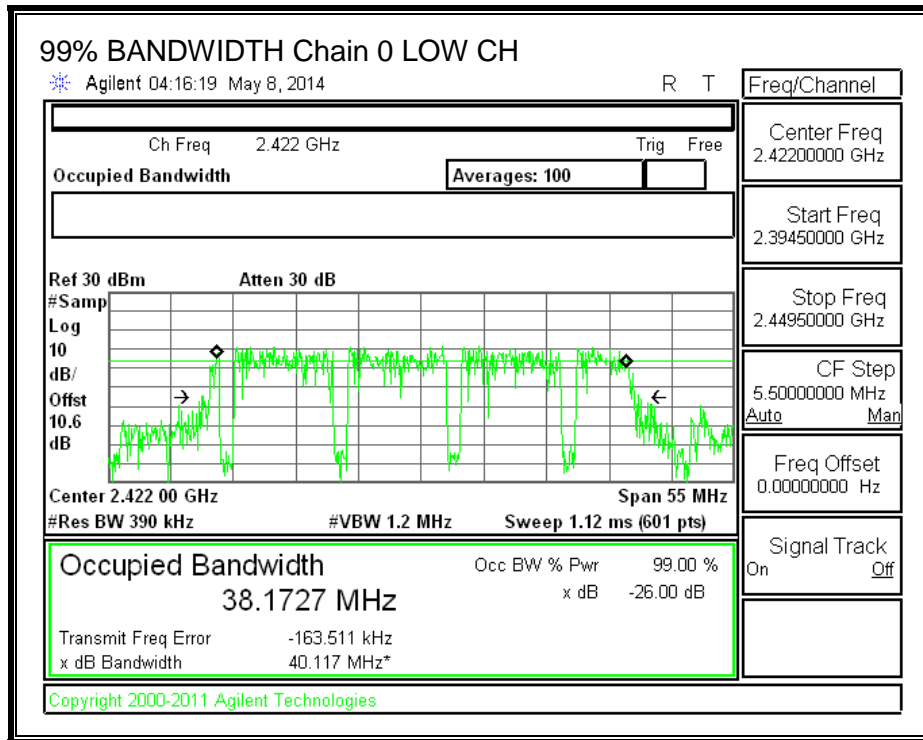 99% BANDWIDTH Chain 0 LOW CH
Agilent 04:16:19 May 8, 2014 R T
Freq/Channel
Ch Freq 2.422 GHz Trig Free
Occupied Bandwidth Averages: 100
Center Freq
2.42200000 GHz
Start Freq
2.39450000 GHz
Stop Freq
2.44950000 GHz
CF Step
5.50000000 MHz
Auto Man
Freq Offset
0.00000000 Hz
Signal Track
On Off
Ref 30 dBm Atten 30 dB
#Samp
Log
10
dB/
Offst
10.6
dB
Center 2.422 00 GHz Span 55 MHz
#Res BW 390 kHz #VBW 1.2 MHz Sweep 1.12 ms (601 pts)
Occupied Bandwidth Occ BW % Pwr 99.00 %
38.1727 MHz x dB -26.00 dB
Transmit Freq Error -163.511 kHz
x dB Bandwidth 40.117 MHz*
Copyright 2000-2011 Agilent Technologies